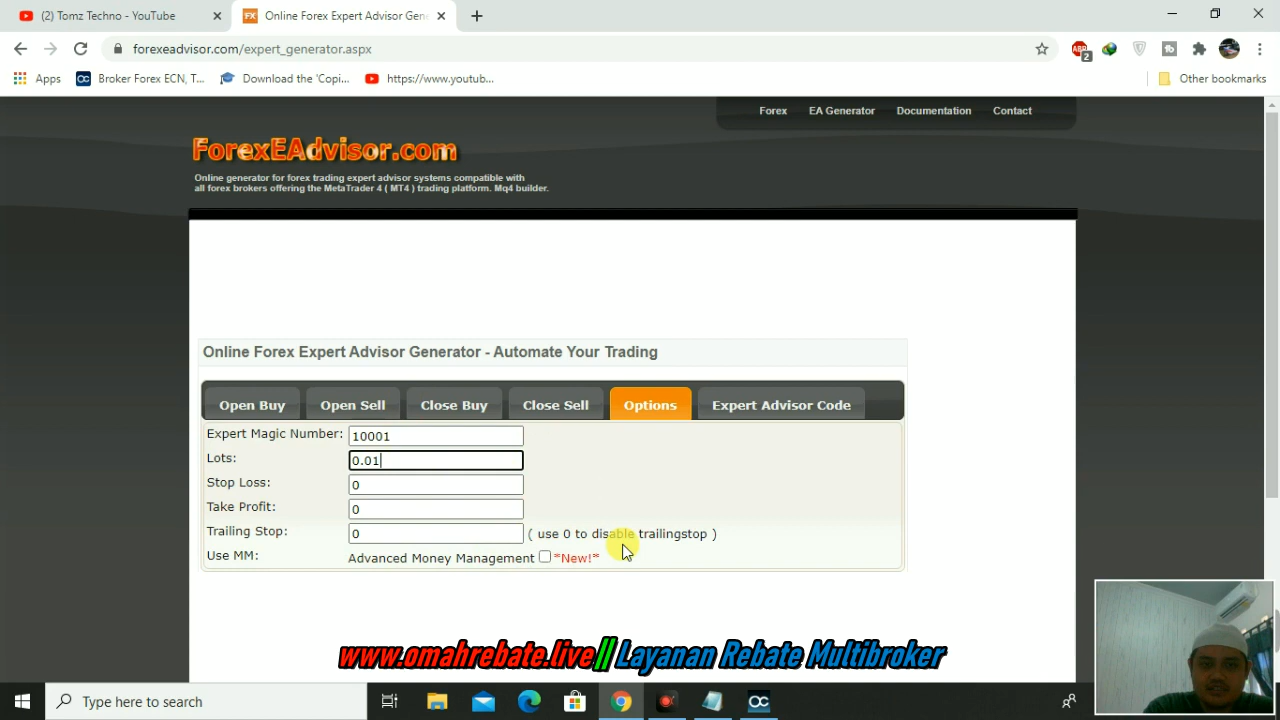 (2) Tomz Techno - YouTube
FX
Online Forex Expert Advisor Gen
forexeadvisor.com/expert_generator.aspx
ABP
2
Apps
Broker Forex ECN, T...
Download the 'Copi...
https://www.youtub...
Other bookmarks
Forex
EA Generator
Documentation
Contact
ForexEAdvisor.com
Online generator for forex trading expert advisor systems compatible with
all forex brokers offering the MetaTrader 4 ( MT4 ) trading platform. Mq4 builder.
Online Forex Expert Advisor Generator - Automate Your Trading
Open Buy
Open Sell
Close Buy
Close Sell
Options
Expert Advisor Code
Expert Magic Number: 10001
Lots: 0.01
Stop Loss: 0
Take Profit: 0
Trailing Stop: 0 ( use 0 to disable trailingstop )
Use MM: Advanced Money Management *New!*
www.omahrebate.live|| Layanan Rebate Multibroker
Type here to search